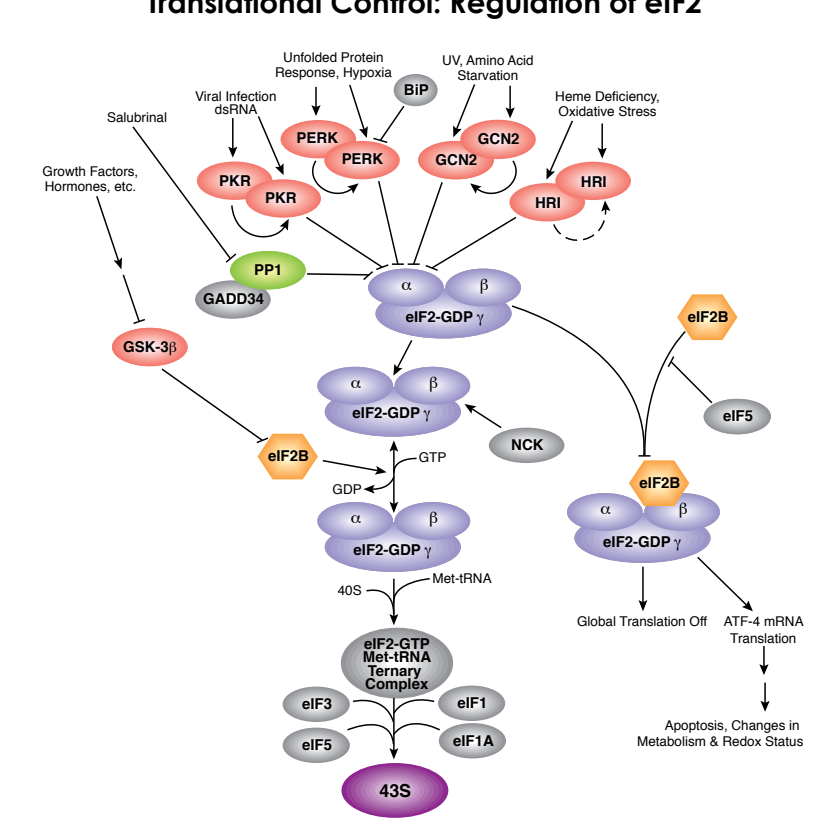 Translational Control: Regulation of eIF2
Unfolded Protein
Response, Hypoxia
BiP
UV, Amino Acid
Starvation
Viral Infection
dsRNA
Heme Deficiency,
Oxidative Stress
Salubrinal
PERK
PERK
GCN2
GCN2
Growth Factors,
Hormones, etc.
PKR
PKR
HRI
HRI
PP1
GADD34
α
β
eIF2-GDP γ
eIF2B
GSK-3β
α
β
eIF2-GDP γ
eIF5
NCK
eIF2B
GTP
GDP
eIF2B
α
β
eIF2-GDP γ
α
β
eIF2-GDP γ
40S
Met-tRNA
Global Translation Off
ATF-4 mRNA
Translation
eIF2-GTP
Met-tRNA
Ternary
Complex
eIF3
eIF1
eIF5
eIF1A
Apoptosis, Changes in
Metabolism & Redox Status
43S